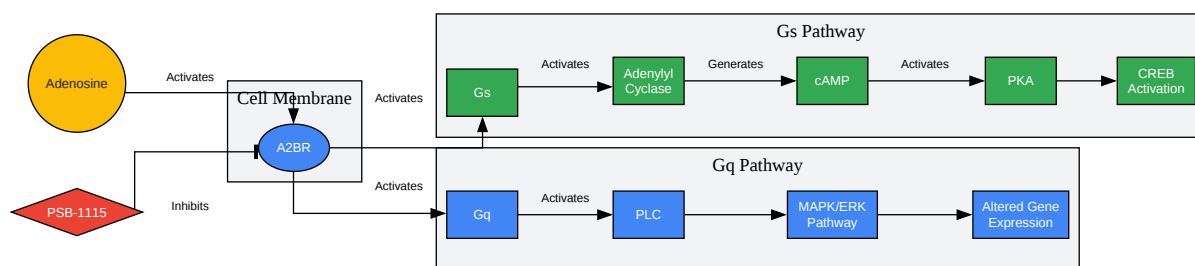 Gs Pathway
Adenosine
Activates
Cell Membrane
Activates
Gs
Activates
Adenylyl
Cyclase
Generates
cAMP
Activates
PKA
CREB
Activation
A2BR
Gq Pathway
PSB-1115
Inhibits
Activates
Gq
Activates
PLC
MAPK/ERK
Pathway
Altered Gene
Expression